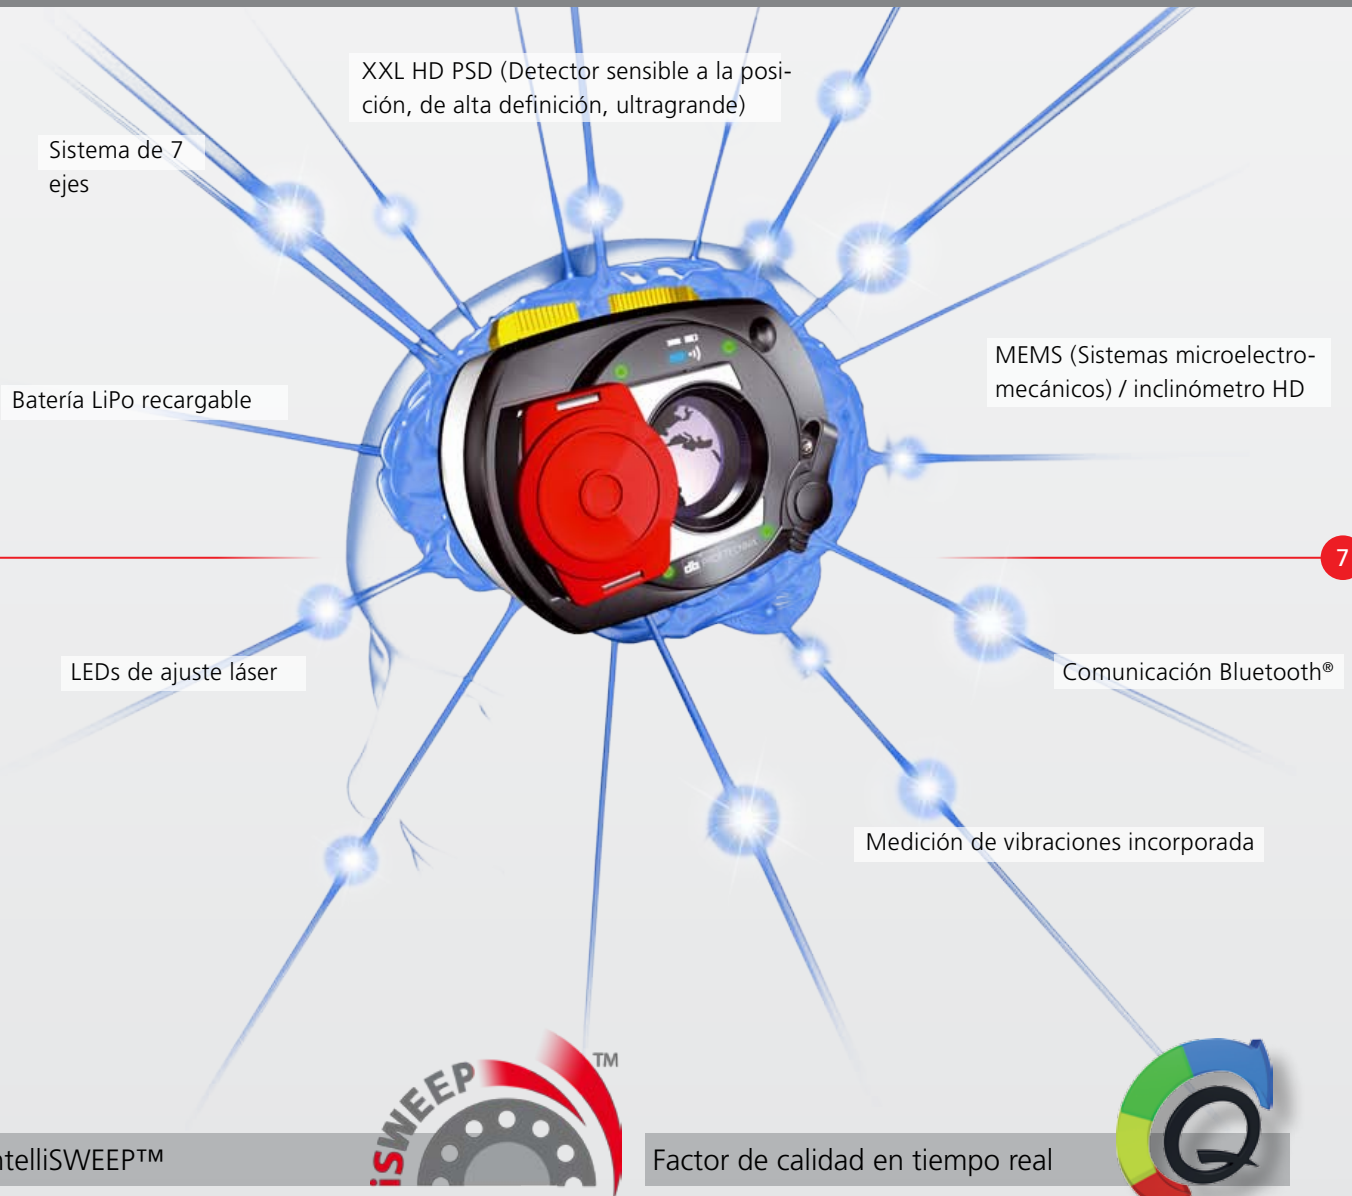 XXL HD PSD (Detector sensible a la posi-
ción, de alta definición, ultragrande)
Sistema de 7
ejes
MEMS (Sistemas microelectro-
mecánicos) / inclinómetro HD
Batería LiPo recargable
7
LEDs de ajuste láser
Comunicación Bluetooth®
Medición de vibraciones incorporada
iSWEEP
TM
ntelliSWEEP™
Factor de calidad en tiempo real
Q